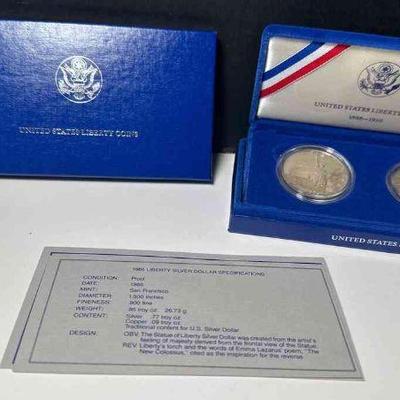 UNITED STATES LIBERTY COINS
UNITED STATES LIBERTY
1886-1986
UNITED STATES
1986 LIBERTY SILVER DOLLAR SPECIFICATIONS
CONDITION: Proof
DATE: 1986
MINT: San Francisco
DIAMETER: 1.500 inches
FINENESS: .900 fine
WEIGHT: .86 troy oz. 26.73 g
CONTENT: Silver .77 troy oz.
Copper .09 troy oz.
Traditional content for U.S. Silver Dollar
DESIGN: OBV. The Statue of Liberty Silver Dollar was created from the artist's
feeling of majesty derived from the frontal view of the Statue.
REV. Liberty's torch and the words of Emma Lazarus' poem, "The
New Colossus," cited as the inspiration for the reverse